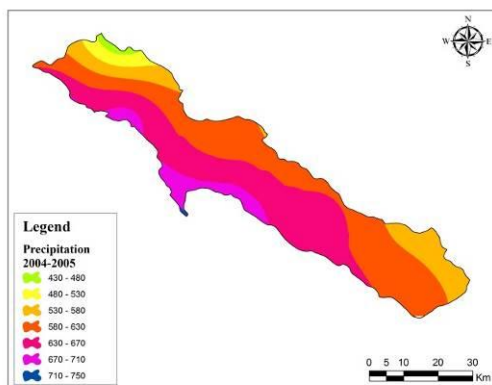 N
W E
S
Legend
Precipitation
2004-2005
430 - 480
480 - 530
530 - 580
580 - 630
630 - 670
670 - 710
710 - 750
0 5 10 20 30
Km